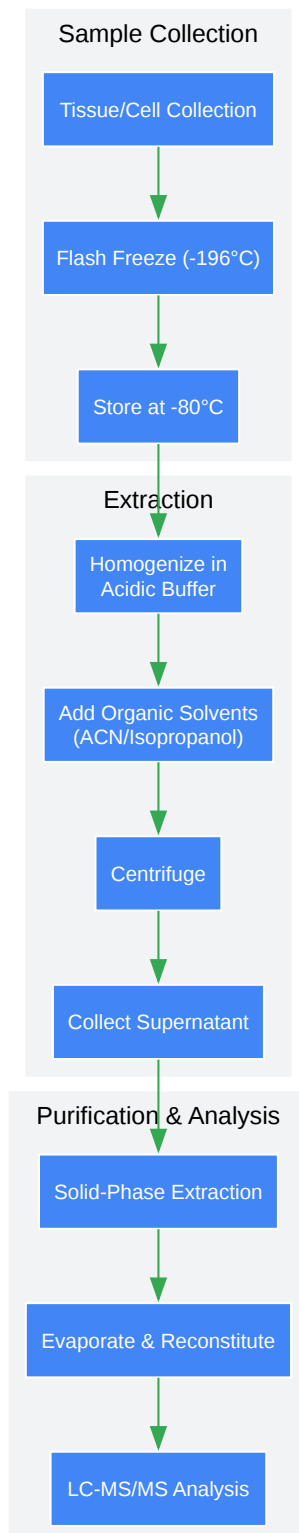 Sample Collection
Tissue/Cell Collection
Flash Freeze (-196°C)
Store at -80°C
Extraction
Homogenize in
Acidic Buffer
Add Organic Solvents
(ACN/Isopropanol)
Centrifuge
Collect Supernatant
Purification & Analysis
Solid-Phase Extraction
Evaporate & Reconstitute
LC-MS/MS Analysis